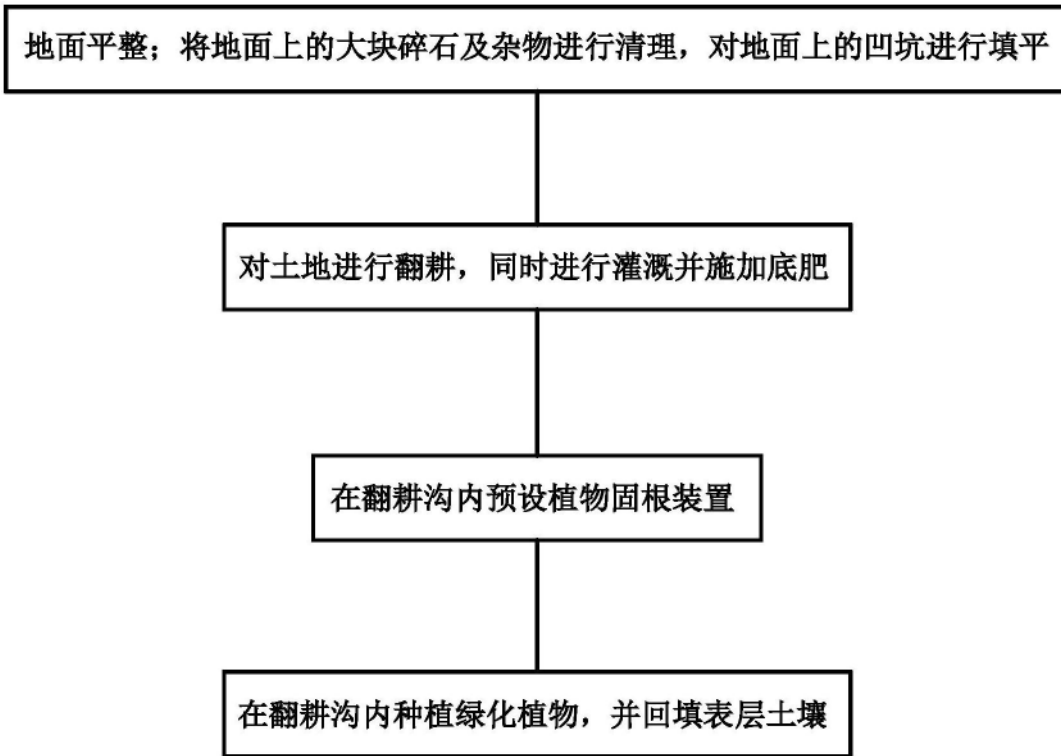 地面平整；将地面上的大块碎石及杂物进行清理，对地面上的凹坑进行填平
对土地进行翻耕，同时进行灌溉并施加底肥
在翻耕沟内预设植物固根装置
在翻耕沟内种植绿化植物，并回填表层土壤